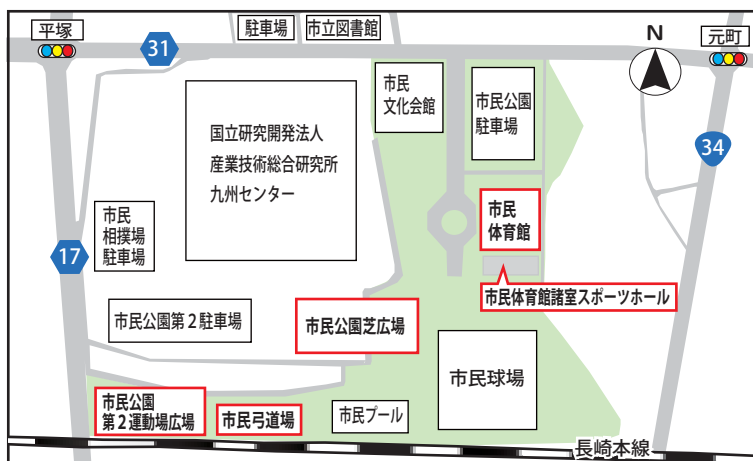 平塚
31
駐車場
市立図書館
N
元町
市民
文化会館
市民公園
駐車場
国立研究開発法人
産業技術総合研究所
九州センター
34
市民
相撲場
駐車場
17
市民
体育館
市民体育館諸室スポーツホール
市民公園第2駐車場
市民公園芝広場
市民球場
市民公園
第2運動場広場
市民弓道場
市民プール
長崎本線